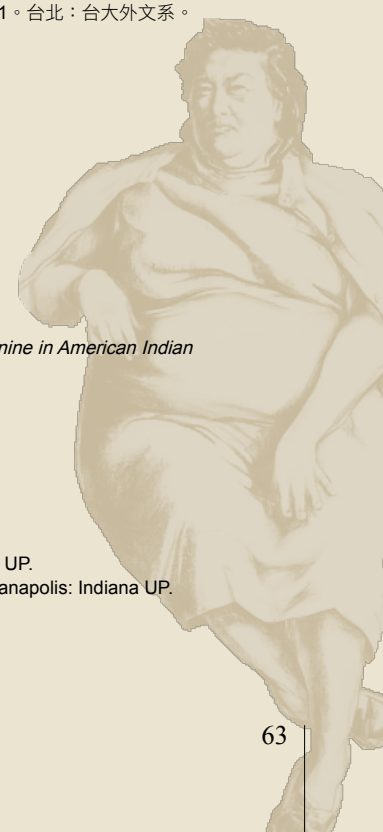 1。台北：台大外文系。
nine in American Indian
UP.
anapolis: Indiana UP.
63